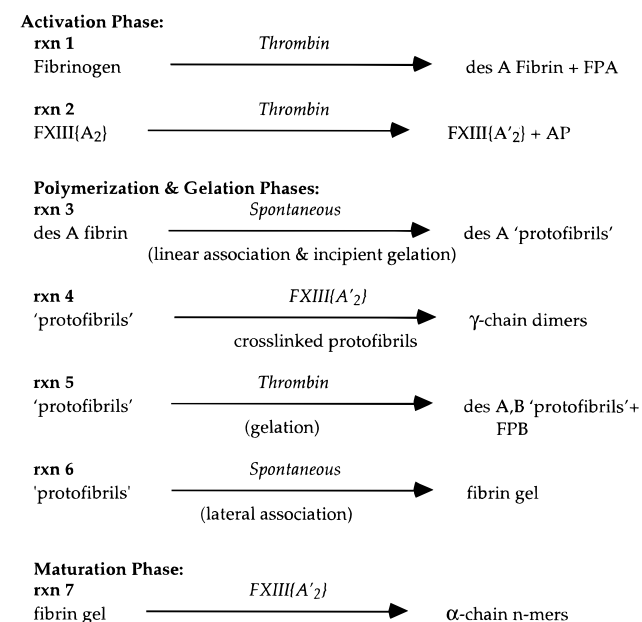 Activation Phase:
rxn 1
Thrombin
Fibrinogen
des A Fibrin + FPA
rxn 2
Thrombin
FXIII{A2}
FXIII{A'2} + AP
Polymerization & Gelation Phases:
rxn 3
Spontaneous
des A fibrin
des A ‘protofibrils’
(linear association & incipient gelation)
rxn 4
FXIII{A'2}
‘protofibrils’
γ-chain dimers
crosslinked protofibrils
rxn 5
Thrombin
‘protofibrils’
des A,B ‘protofibrils’+
FPB
(gelation)
rxn 6
Spontaneous
'protofibrils'
fibrin gel
(lateral association)
Maturation Phase:
rxn 7
FXIII{A'2}
fibrin gel
α-chain n-mers